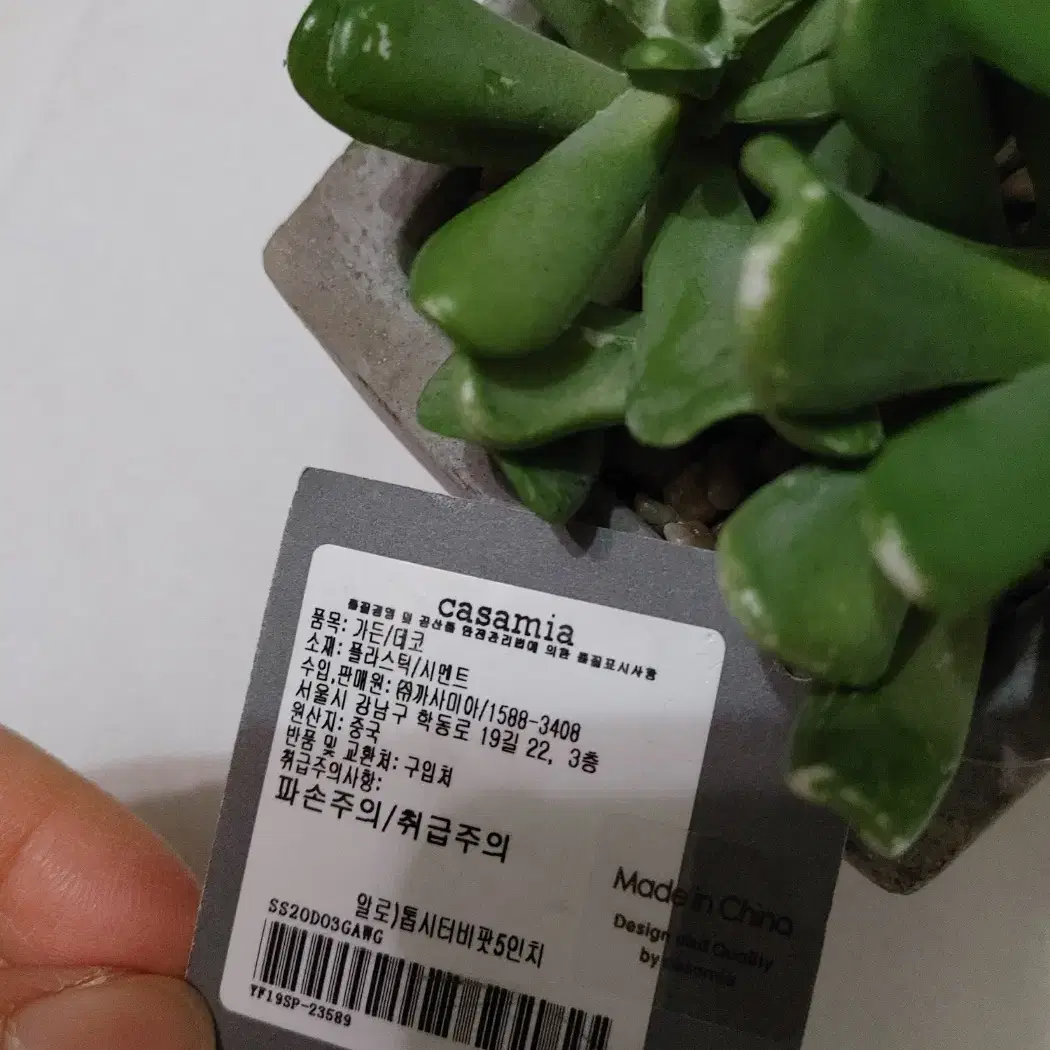 casamia
품질경영 및 공산품 안전관리법에 의한 품질표시사항
품목: 가든/데코
소재: 플라스틱/시멘트
수입,판매원: ㈜까사미아/1588-3408
서울시 강남구 학동로 19길 22, 3층
원산지: 중국
반품 및 교환처: 구입처
취급주의사항:
파손주의/취급주의
알로)톱시터비팟5인치
SS20D03GAWG
YF19SP-23589
Made in China
Design and Quality
by casamia